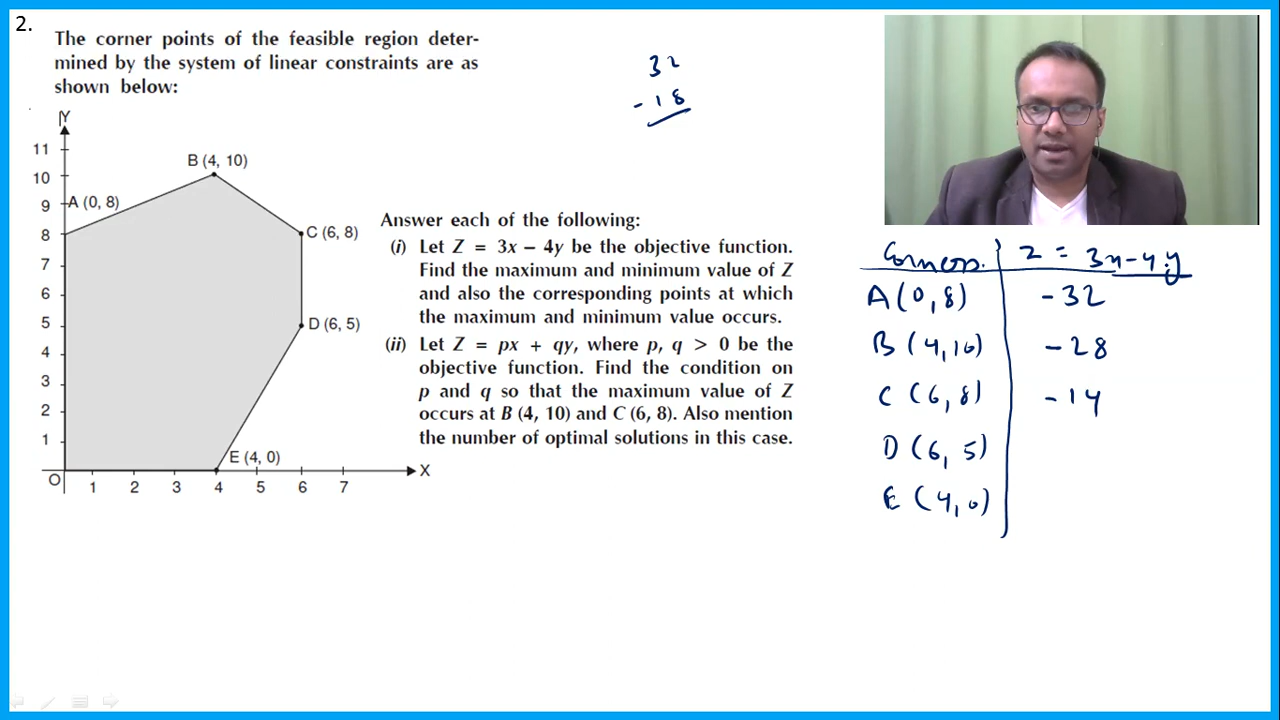 2.
The corner points of the feasible region deter-
mined by the system of linear constraints are as
shown below:
32
- 18
Y
11
10
9
8
7
6
5
4
3
2
1
O
1 2 3 4 5 6 7
X
A (0, 8)
B (4, 10)
C (6, 8)
D (6, 5)
E (4, 0)
Answer each of the following:
(i) Let Z = 3x – 4y be the objective function.
Find the maximum and minimum value of Z
and also the corresponding points at which
the maximum and minimum value occurs.
(ii) Let Z = px + qy, where p, q > 0 be the
objective function. Find the condition on
p and q so that the maximum value of Z
occurs at B (4, 10) and C (6, 8). Also mention
the number of optimal solutions in this case.
Corners. Z = 3x-4y
A (0, 8) -32
B (4, 10) -28
C (6, 8) -14
D (6, 5)
E (4, 0)